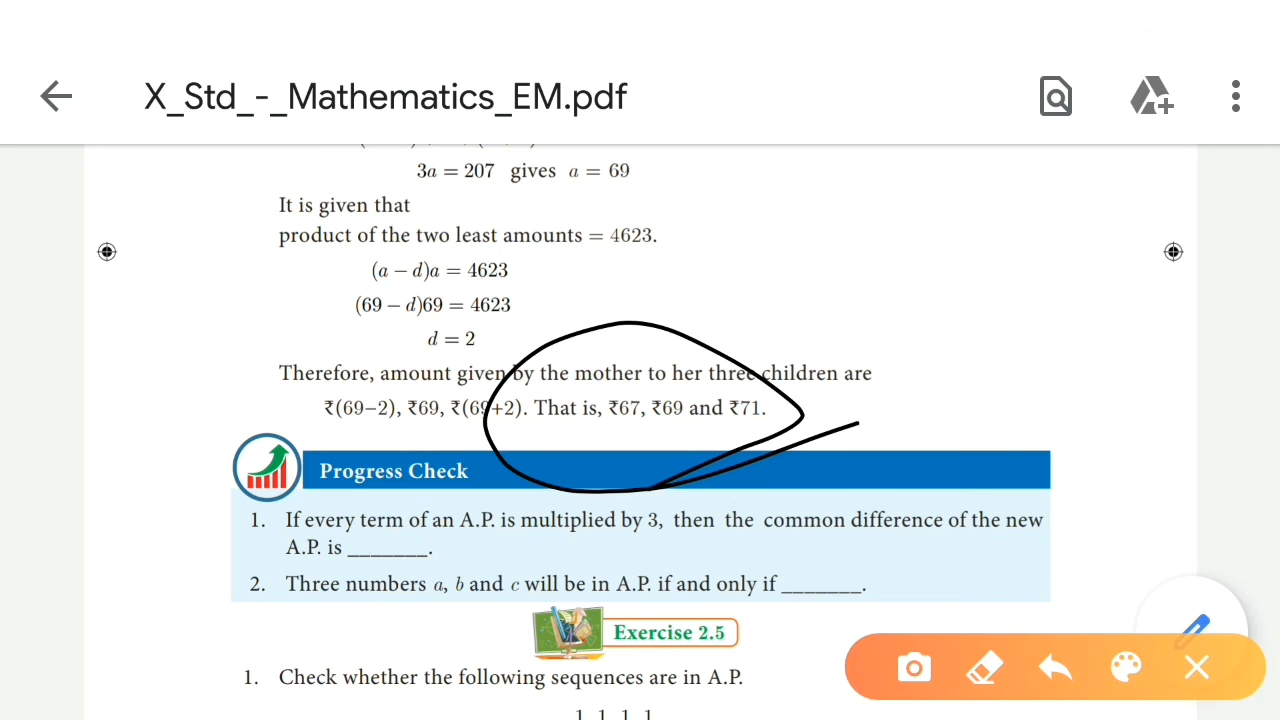 X_Std_-_Mathematics_EM.pdf
3a = 207 gives a = 69
It is given that
product of the two least amounts = 4623.
(a − d)a = 4623
(69 − d)69 = 4623
d = 2
Therefore, amount given by the mother to her three children are
₹(69−2), ₹69, ₹(69+2). That is, ₹67, ₹69 and ₹71.
Progress Check
1. If every term of an A.P. is multiplied by 3, then the common difference of the new
A.P. is _______.
2. Three numbers a, b and c will be in A.P. if and only if _______.
Exercise 2.5
1. Check whether the following sequences are in A.P.